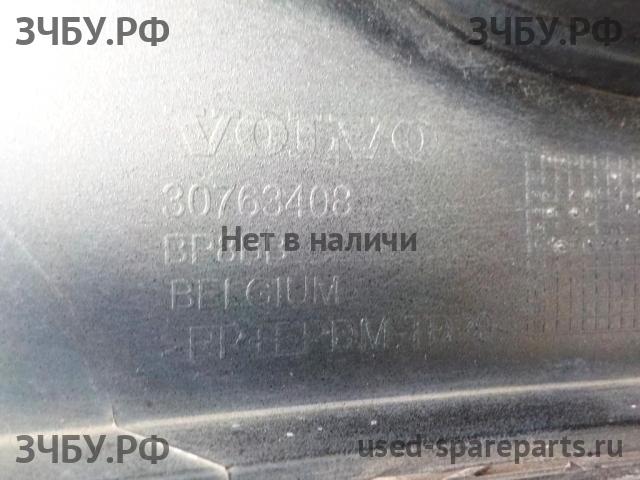 ЗЧБУ.РФ ЗЧБУ.РФ
VOLVO
30763408
Нет в наличи
BELGIUM
ЗЧБУ.РФ used-spareparts.ru